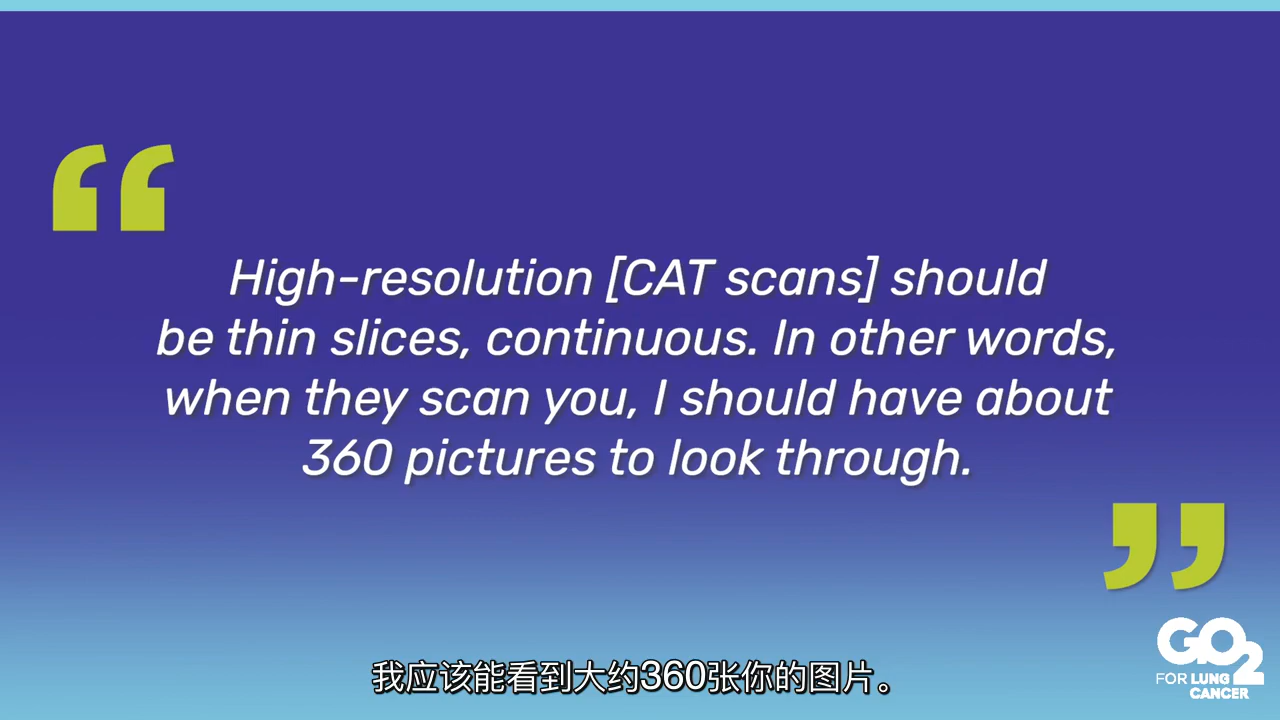 “
High-resolution [CAT scans] should
be thin slices, continuous. In other words,
when they scan you, I should have about
360 pictures to look through.
”
GO2
FOR LUNG
CANCER
我应该能看到大约360张你的图片。